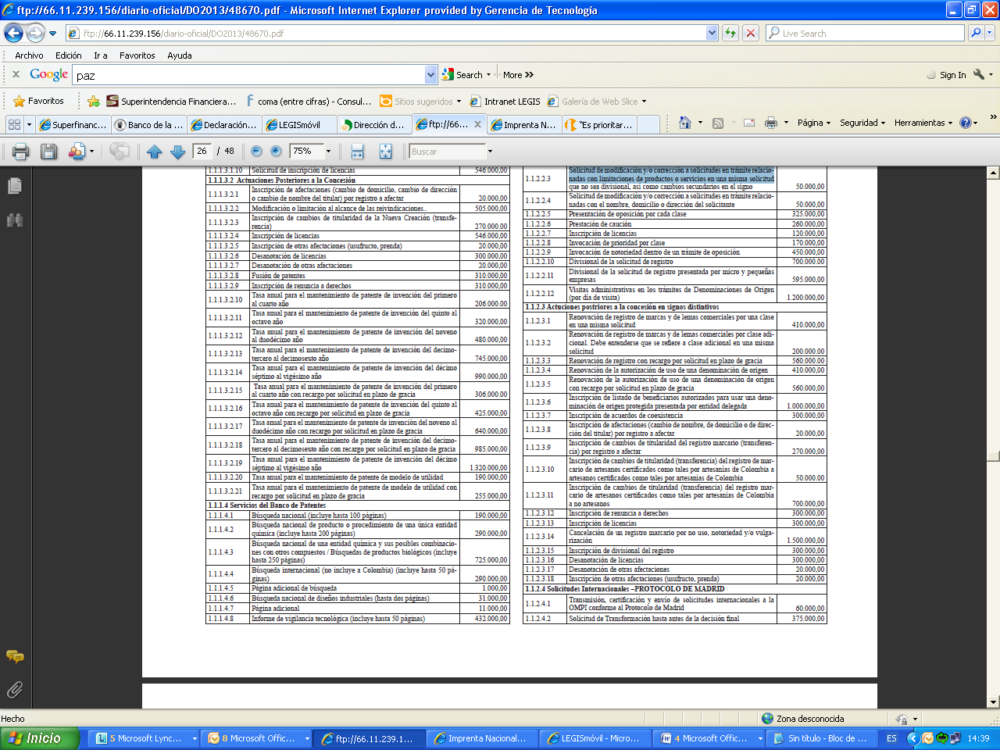 ftp://66.11.239.156/diario-oficial/DO2013/48670.pdf - Microsoft Internet Explorer provided by Gerencia de Tecnología
ftp://66.11.239.156/diario-oficial/DO2013/48670.pdf
Live Search
Archivo Edición Ir a Favoritos Ayuda
x Google paz Search More Sign In
Favoritos Superintendencia Financiera... coma (entre cifras) - Consul... Sitios sugeridos Intranet LEGIS Galería de Web Slice
Superfinanc... Banco de la ... Declaración... LEGISmóvil Dirección d... ftp://66.... Imprenta N... "Es prioritar... Página Seguridad Herramientas
26 / 48 75% Buscar
1.1.1.3.1.10 Solicitud de inscripción de licencias 546.000,00
1.1.1.3.2 Actuaciones Posteriores a la Concesión
1.1.1.3.2.1 Inscripción de afectaciones (cambio de domicilio, cambio de dirección
o cambio de nombre del titular) por registro a afectar 20.000,00
1.1.1.3.2.2 Modificación o limitación al alcance de las reivindicaciones.. 505.000,00
1.1.1.3.2.3 Inscripción de cambios de titularidad de la Nueva Creación (transfe-
rencia) 270.000,00
1.1.1.3.2.4 Inscripción de licencias 546.000,00
1.1.1.3.2.5 Inscripción de otras afectaciones (usufructo, prenda) 20.000,00
1.1.1.3.2.6 Desanotación de licencias 300.000,00
1.1.1.3.2.7 Desanotación de otras afectaciones 20.000,00
1.1.1.3.2.8 Fusión de patentes 310.000,00
1.1.1.3.2.9 Inscripción de renuncia a derechos 310.000,00
1.1.1.3.2.10 Tasa anual para el mantenimiento de patente de invención del primero
al cuarto año 206.000,00
1.1.1.3.2.11 Tasa anual para el mantenimiento de patente de invención del quinto al
octavo año 320.000,00
1.1.1.3.2.12 Tasa anual para el mantenimiento de patente de invención del noveno
al duodécimo año 480.000,00
1.1.1.3.2.13 Tasa anual para el mantenimiento de patente de invención del decimo-
tercero al decimosexto año 745.000,00
1.1.1.3.2.14 Tasa anual para el mantenimiento de patente de invención del décimo
séptimo al vigésimo año 990.000,00
1.1.1.3.2.15 Tasa anual para el mantenimiento de patente de invención del primero
al cuarto año con recargo por solicitud en plazo de gracia 306.000,00
1.1.1.3.2.16 Tasa anual para el mantenimiento de patente de invención del quinto al
octavo año con recargo por solicitud en plazo de gracia 425.000,00
1.1.1.3.2.17 Tasa anual para el mantenimiento de patente de invención del noveno al
duodécimo año con recargo por solicitud en plazo de gracia 640.000,00
1.1.1.3.2.18 Tasa anual para el mantenimiento de patente de invención del decimo-
tercero al decimosexto año con recargo por solicitud en plazo de gracia 985.000,00
1.1.1.3.2.19 Tasa anual para el mantenimiento de patente de invención del décimo
séptimo al vigésimo año 1.320.000,00
1.1.1.3.2.20 Tasa anual para el mantenimiento de patente de modelo de utilidad 190.000,00
1.1.1.3.2.21 Tasa anual para el mantenimiento de patente de modelo de utilidad con
recargo por solicitud en plazo de gracia 255.000,00
1.1.1.4 Servicios del Banco de Patentes
1.1.1.4.1 Búsqueda nacional (incluye hasta 100 páginas) 190.000,00
1.1.1.4.2 Búsqueda nacional de producto o procedimiento de una única entidad
química (incluye hasta 200 páginas) 290.000,00
1.1.1.4.3 Búsqueda nacional de una entidad química y sus posibles combinacio-
nes con otros compuestos / Búsquedas de productos biológicos (incluye
hasta 250 páginas) 725.000,00
1.1.1.4.4 Búsqueda internacional (no incluye a Colombia) (incluye hasta 50 pá-
ginas) 290.000,00
1.1.1.4.5 Página adicional de búsqueda 1.000,00
1.1.1.4.6 Búsqueda nacional de diseños industriales (hasta dos páginas) 31.000,00
1.1.1.4.7 Página adicional 11.000,00
1.1.1.4.8 Informe de vigilancia tecnológica (incluye hasta 50 páginas) 432.000,00
1.1.2.2.3 Solicitud de modificación y/o corrección a solicitudes en trámite relacio-
nadas con limitaciones de productos o servicios en una misma solicitud
que no sea divisional, así como cambios secundarios en el signo 50.000,00
1.1.2.2.4 Solicitud de modificación y/o corrección a solicitudes en trámite relacio-
nadas con el nombre, domicilio o dirección del solicitante 50.000,00
1.1.2.2.5 Presentación de oposición por cada clase 325.000,00
1.1.2.2.6 Prestación de caución 260.000,00
1.1.2.2.7 Inscripción de licencias 120.000,00
1.1.2.2.8 Invocación de prioridad por clase 170.000,00
1.1.2.2.9 Invocación de notoriedad dentro de un trámite de oposición 450.000,00
1.1.2.2.10 Divisional de la solicitud de registro 700.000,00
1.1.2.2.11 Divisional de la solicitud de registro presentada por micro y pequeñas
empresas 595.000,00
1.1.2.2.12 Visitas administrativas en los trámites de Denominaciones de Origen
(por día de visita) 1.200.000,00
1.1.2.3 Actuciones postriores a la concesión en signos distintivos
1.1.2.3.1 Renovación de registro de marcas y de lemas comerciales por una clase
en una misma solicitud 410.000,00
1.1.2.3.2 Renovación de registro de marcas y de lemas comerciales por clase adi-
cional. Debe entenderse que se refiere a clase adicional en una misma
solicitud 200.000,00
1.1.2.3.3 Renovación de registro con recargo por solicitud en plazo de gracia 560.000,00
1.1.2.3.4 Renovación de la autorización de uso de una denominación de origen 410.000,00
1.1.2.3.5 Renovación de la autorización de uso de una denominación de origen
con recargo por solicitud en plazo de gracia 560.000,00
1.1.2.3.6 Inscripción de listado de beneficiarios autorizados para usar una deno-
minación de origen protegida presentada por entidad delegada 1.000.000,00
1.1.2.3.7 Inscripción de acuerdos de coexistencia 300.000,00
1.1.2.3.8 Inscripción de afectaciones (cambio de nombre, de domicilio o de direc-
ción del titular) por registro a afectar 20.000,00
1.1.2.3.9 Inscripción de cambios de titularidad del registro marcario (transferen-
cia) por registro a afectar 270.000,00
1.1.2.3.10 Inscripción de cambios de titularidad (transferencia) del registro de mar-
cario de artesanos certificados como tales por artesanías de Colombia a
artesanos certificados como tales por artesanías de Colombia 50.000,00
1.1.2.3.11 Inscripción de cambios de titularidad (transferencia) del registro mar-
cario de artesanos certificados como tales por artesanías de Colombia
a no artesanos 700.000,00
1.1.2.3.12 Inscripción de renuncia a derechos 300.000,00
1.1.2.3.13 Inscripción de licencias 300.000,00
1.1.2.3.14 Cancelación de un registro marcario por no uso, notoriedad y/o vulga-
rización 1.500.000,00
1.1.2.3.15 Inscripción de divisional del registro 300.000,00
1.1.2.3.16 Desanotación de licencias 300.000,00
1.1.2.3.17 Desanotación de otras afectaciones 20.000,00
1.1.2.3.18 Inscripción de otras afectaciones (usufructo, prenda) 20.000,00
1.1.2.4 Solicitudes Internacionales –PROTOCOLO DE MADRID
1.1.2.4.1 Transmisión, certificación y envío de solicitudes internacionales a la
OMPI conforme al Protocolo de Madrid 60.000,00
1.1.2.4.2 Solicitud de Transformación hasta antes de la decisión final 375.000,00
Hecho Zona desconocida
Inicio 5 Microsoft Lync... 8 Microsoft Offic... ftp://66.11.239.1... Imprenta Nacional... LEGISmóvil - Micro... 4 Microsoft Offic... Sin título - Bloc de ... ES 14:39